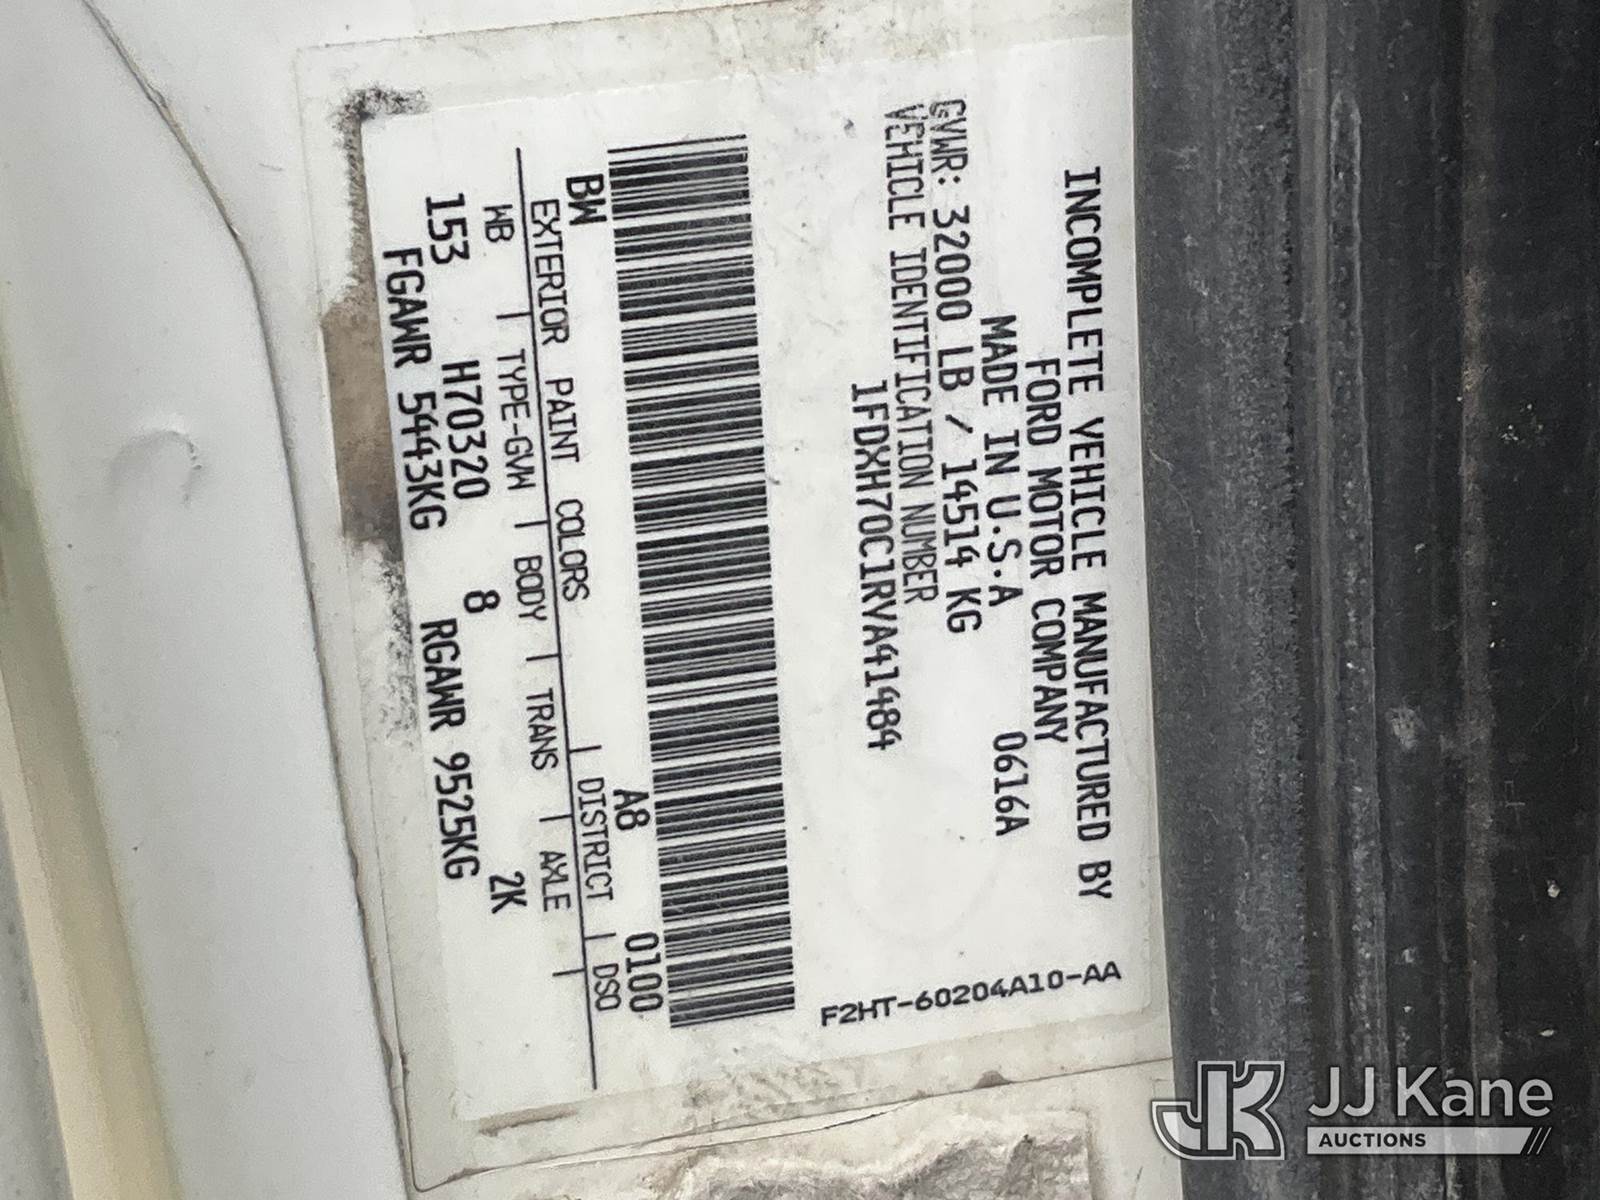 INCOMPLETE VEHICLE MANUFACTURED BY
FORD MOTOR COMPANY
MADE IN U.S.A 0616A
GVWR: 32000 LB / 14514 KG
VEHICLE IDENTIFICATION NUMBER
1FDXH70C1RVA41484
F2HT-60204A10-AA
BW A8 0100
EXTERIOR PAINT COLORS | DISTRICT | DSO
WB | TYPE-GVW | BODY | TRANS | AXLE |
153 H70320 8 2K
FGAWR 5443KG RGAWR 9525KG
JK JJ Kane
AUCTIONS